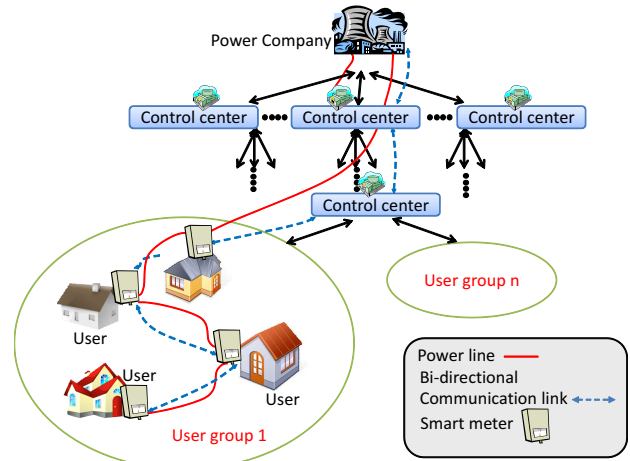 Power Company
Control center
Control center
Control center
Control center
User group n
User
User
User
User group 1
Power line
Bi-directional
Communication link
Smart meter